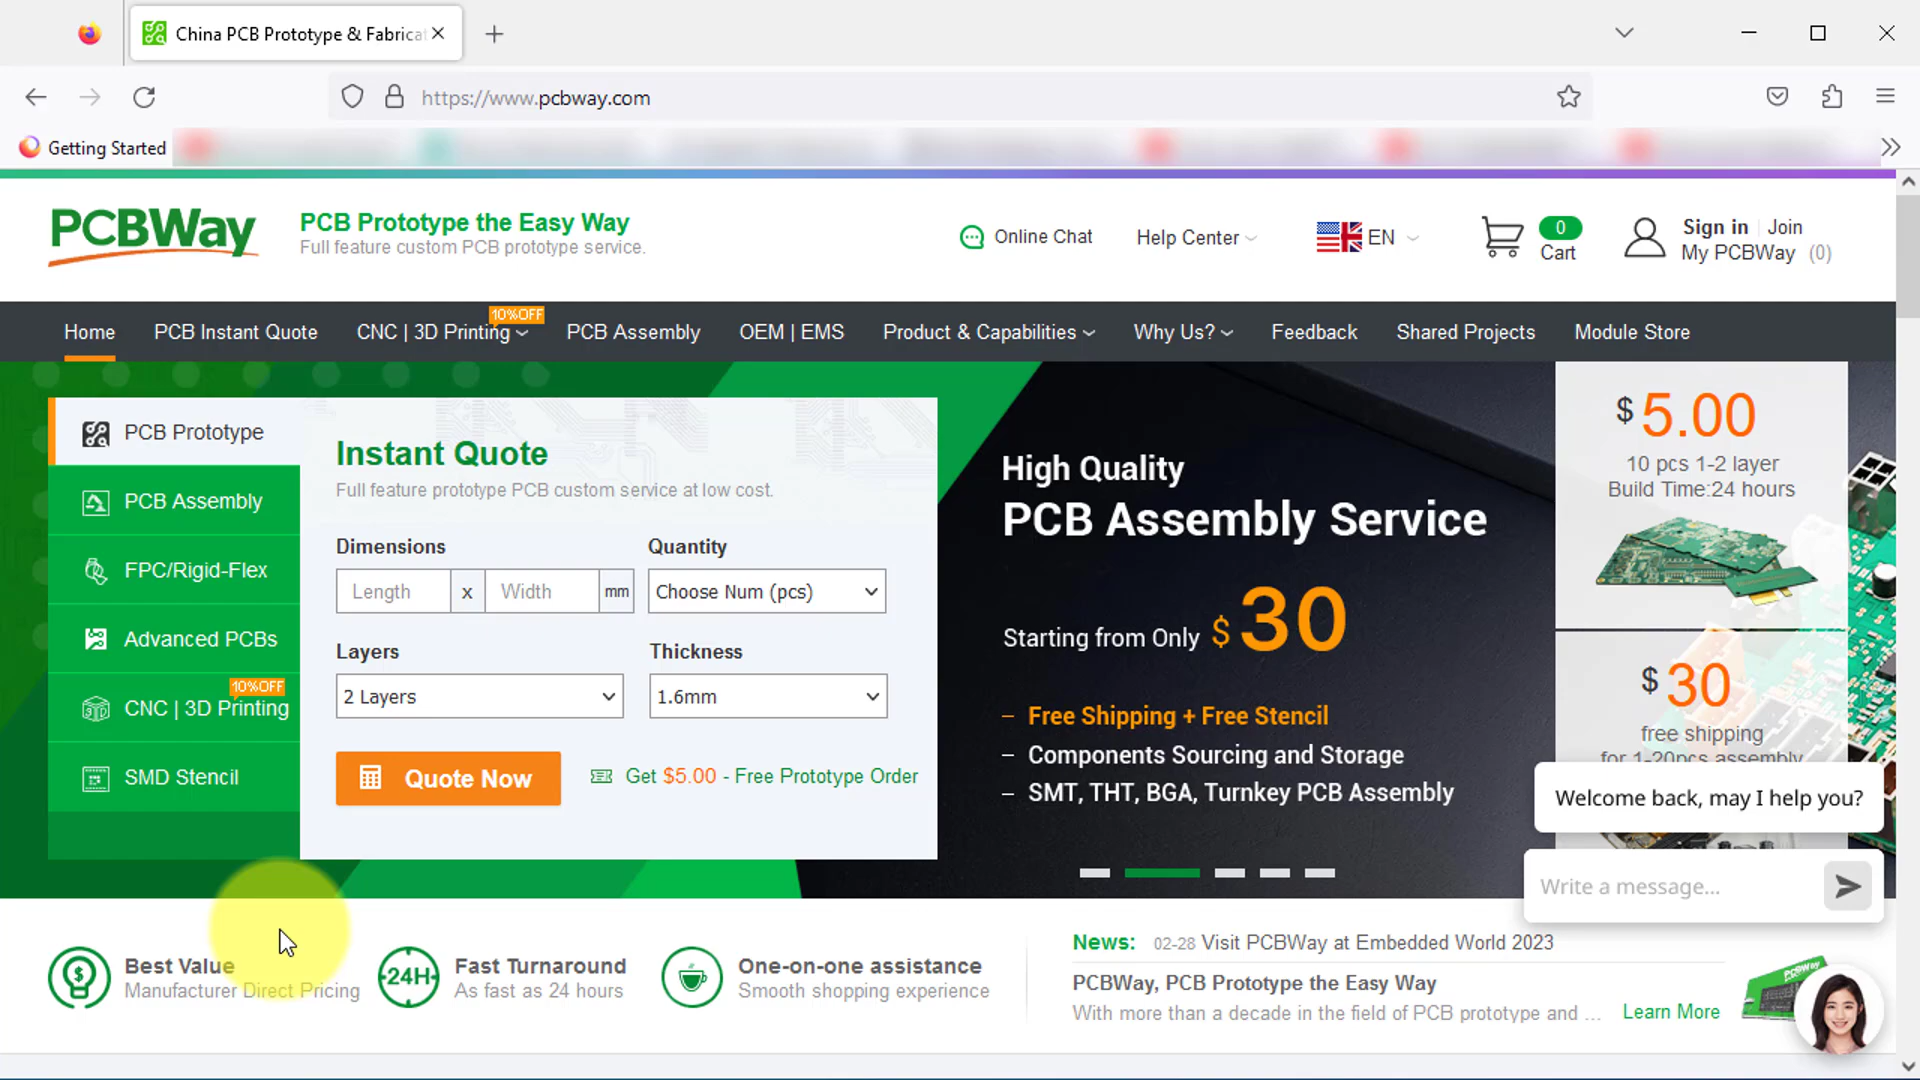 China PCB Prototype & Fabrica
https://www.pcbway.com
Getting Started
PCBWay
PCB Prototype the Easy Way
Full feature custom PCB prototype service.
Online Chat
Help Center
EN
0
Cart
Sign in | Join
My PCBWay (0)
Home
PCB Instant Quote
CNC | 3D Printing
10%OFF
PCB Assembly
OEM | EMS
Product & Capabilities
Why Us?
Feedback
Shared Projects
Module Store
PCB Prototype
PCB Assembly
FPC/Rigid-Flex
Advanced PCBs
10%OFF
CNC | 3D Printing
SMD Stencil
Instant Quote
Full feature prototype PCB custom service at low cost.
Dimensions
Quantity
Length x Width mm
Choose Num (pcs)
Layers
Thickness
2 Layers
1.6mm
Quote Now
Get $5.00 - Free Prototype Order
High Quality
PCB Assembly Service
Starting from Only $30
– Free Shipping + Free Stencil
– Components Sourcing and Storage
– SMT, THT, BGA, Turnkey PCB Assembly
$5.00
10 pcs 1-2 layer
Build Time:24 hours
$30
free shipping
for 1-20pcs assembly
Welcome back, may I help you?
Write a message...
Best Value
Manufacturer Direct Pricing
24H
Fast Turnaround
As fast as 24 hours
One-on-one assistance
Smooth shopping experience
News: 02-28 Visit PCBWay at Embedded World 2023
PCBWay, PCB Prototype the Easy Way
With more than a decade in the field of PCB prototype and ...
Learn More
PCBWay